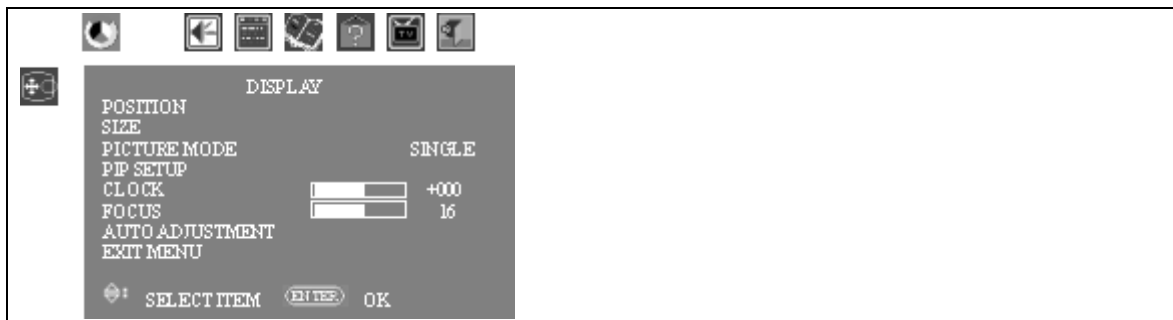 TV
DISPLAY
POSITION
SIZE
PICTURE MODE SINGLE
PIP SETUP
CLOCK +000
FOCUS 16
AUTO ADJUSTMENT
EXIT MENU
SELECT ITEM ENTER OK